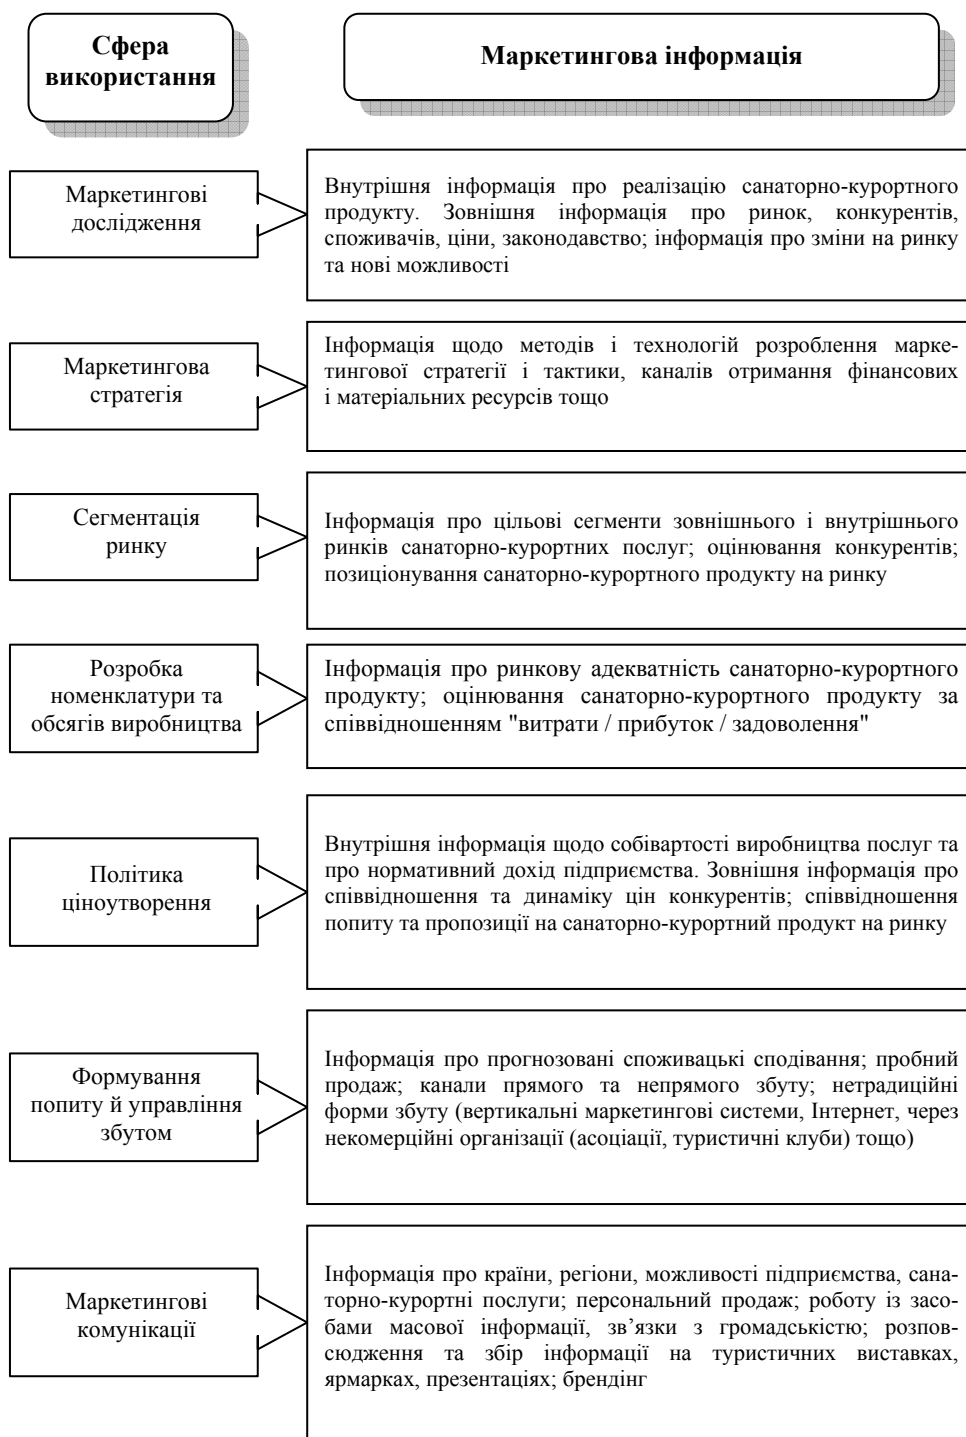 Сфера
використання
Маркетингова інформація
Маркетингові
дослідження
Внутрішня інформація про реалізацію санаторно-курортного
продукту. Зовнішня інформація про ринок, конкурентів,
споживачів, ціни, законодавство; інформація про зміни на ринку
та нові можливості
Маркетингова
стратегія
Інформація щодо методів і технологій розроблення марке-
тингової стратегії і тактики, каналів отримання фінансових
і матеріальних ресурсів тощо
Сегментація
ринку
Інформація про цільові сегменти зовнішнього і внутрішнього
ринків санаторно-курортних послуг; оцінювання конкурентів;
позиціонування санаторно-курортного продукту на ринку
Розробка
номенклатури та
обсягів виробництва
Інформація про ринкову адекватність санаторно-курортного
продукту; оцінювання санаторно-курортного продукту за
співвідношенням "витрати / прибуток / задоволення"
Політика
ціноутворення
Внутрішня інформація щодо собівартості виробництва послуг та
про нормативний дохід підприємства. Зовнішня інформація про
співвідношення та динаміку цін конкурентів; співвідношення
попиту та пропозиції на санаторно-курортний продукт на ринку
Формування
попиту й управління
збутом
Інформація про прогнозовані споживацькі сподівання; пробний
продаж; канали прямого та непрямого збуту; нетрадиційні
форми збуту (вертикальні маркетингові системи, Інтернет, через
некомерційні організації (асоціації, туристичні клуби) тощо)
Маркетингові
комунікації
Інформація про країни, регіони, можливості підприємства, сана-
торно-курортні послуги; персональний продаж; роботу із засо-
бами масової інформації, зв’язки з громадськістю; розпов-
сюдження та збір інформації на туристичних виставках,
ярмарках, презентаціях; брендінг